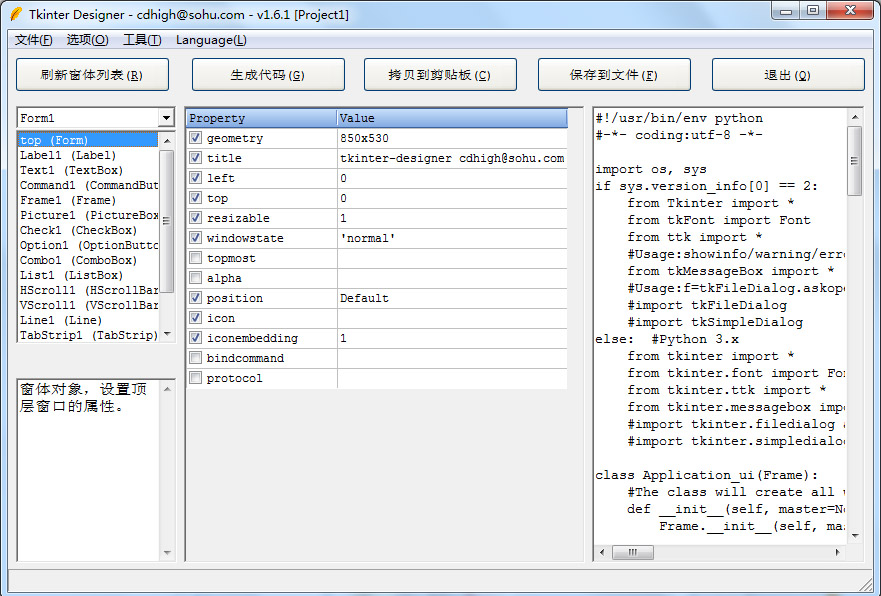 Tkinter Designer - cdhigh@sohu.com - v1.6.1 [Project1]
文件(F) 选项(O) 工具(T) Language(L)
刷新窗体列表(R) 生成代码(G) 拷贝到剪贴板(C) 保存到文件(F) 退出(Q)
Form1
top (Form)
Label1 (Label)
Text1 (TextBox)
Command1 (CommandBut
Frame1 (Frame)
Picture1 (PictureBox
Check1 (CheckBox)
Option1 (OptionButto
Combo1 (ComboBox)
List1 (ListBox)
HScroll1 (HScrollBar
VScroll1 (VScrollBar
Line1 (Line)
TabStrip1 (TabStrip)
窗体对象，设置顶
层窗口的属性。
Property Value
geometry 850x530
title tkinter-designer cdhigh@sohu.com
left 0
top 0
resizable 1
windowstate 'normal'
topmost
alpha
position Default
icon
iconembedding 1
bindcommand
protocol
#!/usr/bin/env python
#-*- coding:utf-8 -*-
import os, sys
if sys.version_info[0] == 2:
from Tkinter import *
from tkFont import Font
from ttk import *
#Usage:showinfo/warning/erro
from tkMessageBox import *
#Usage:f=tkFileDialog.askope
#import tkFileDialog
#import tkSimpleDialog
else:  #Python 3.x
from tkinter import *
from tkinter.font import Fon
from tkinter.ttk import *
from tkinter.messagebox impo
#import tkinter.filedialog a
#import tkinter.simpledialo
class Application_ui(Frame):
#The class will create all w
def __init__(self, master=No
Frame.__init__(self, mas